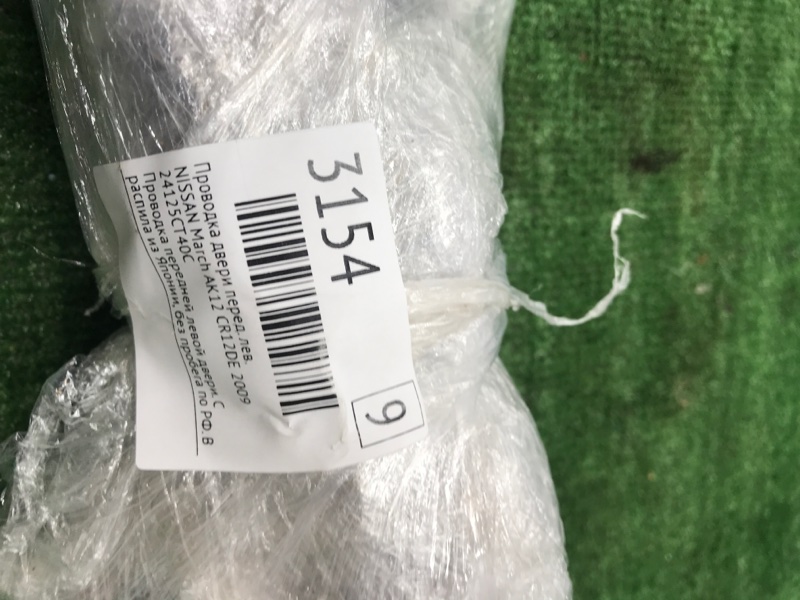 3154
9
Проводка двери перед. лев.
NISSAN March AK12 CR12DE 2009
24125CT40C
Проводка передней левой двери. С
распила из Японии, без пробега по РФ. В